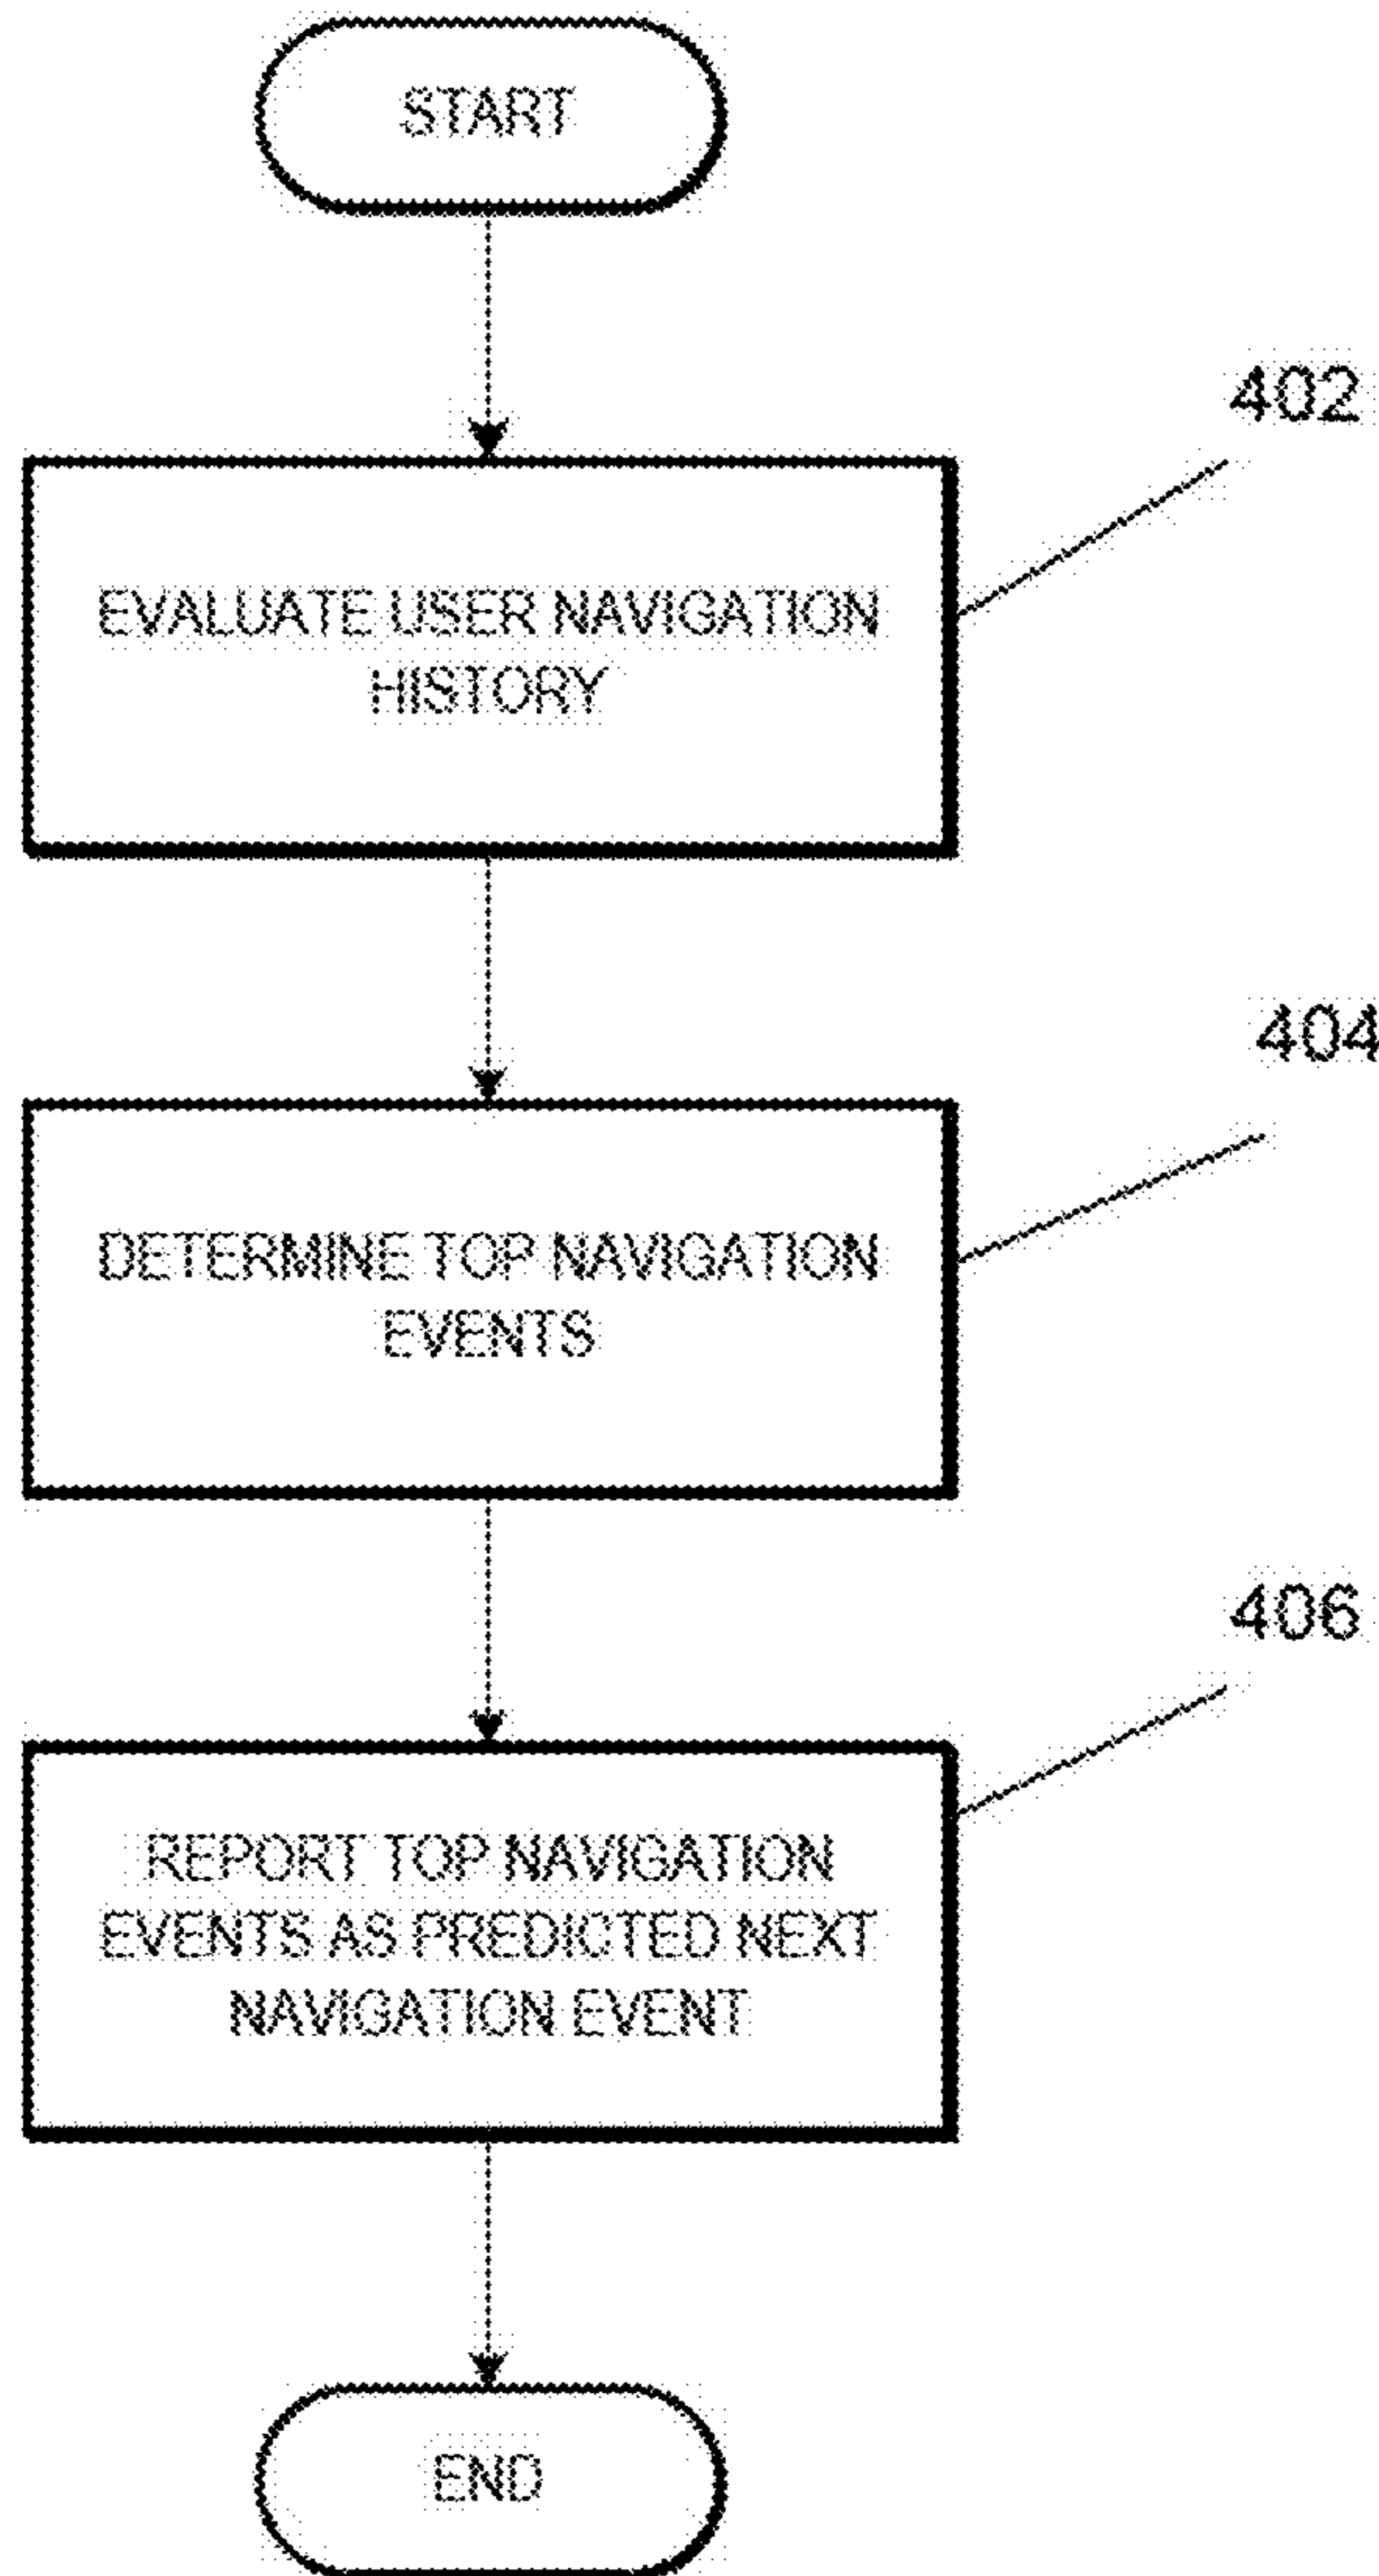 START
402
EVALUATE USER NAVIGATION
HISTORY
404
DETERMINE TOP NAVIGATION
EVENTS
406
REPORT TOP NAVIGATION
EVENTS AS PREDICTED NEXT
NAVIGATION EVENT
END